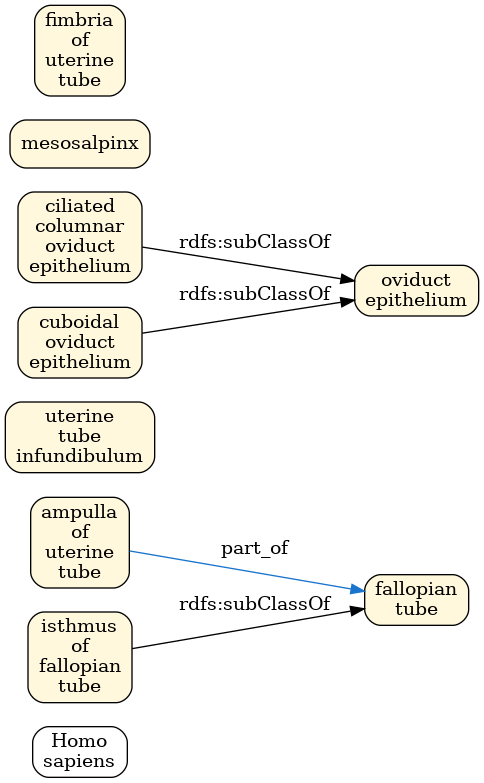 fimbria
of
uterine
tube
mesosalpinx
ciliated
columnar
oviduct
epithelium
rdfs:subClassOf
oviduct
epithelium
rdfs:subClassOf
cuboidal
oviduct
epithelium
uterine
tube
infundibulum
ampulla
of
uterine
tube
part_of
fallopian
tube
rdfs:subClassOf
isthmus
of
fallopian
tube
Homo
sapiens